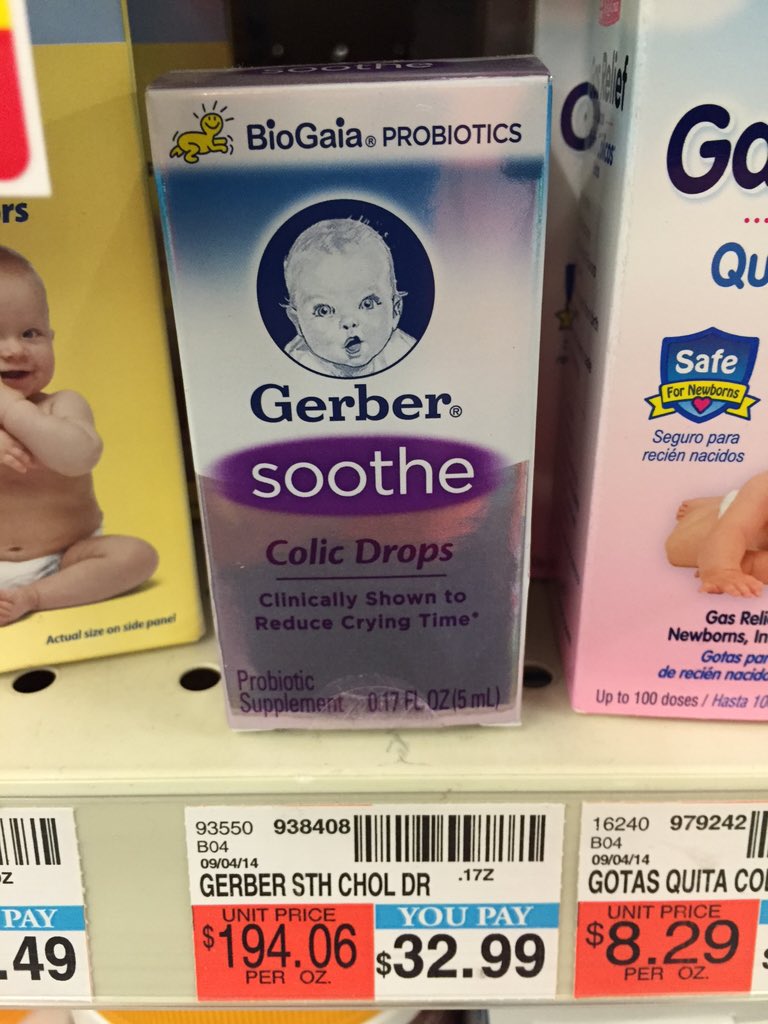 soothe
BioGaia® PROBIOTICS
Gerber®
soothe
Colic Drops
Clinically Shown to
Reduce Crying Time*
Probiotic
Supplement 0.17 FL OZ (5 mL)
rs
Actual size on side panel
Relief
Ga
Qu
Safe
For Newborns
Seguro para
recién nacidos
Gas Reli
Newborns, In
Gotas par
de recién nacido
Up to 100 doses / Hasta 10
Z
PAY
.49
93550 938408
B04
09/04/14
GERBER STH CHOL DR .17Z
UNIT PRICE
$194.06
PER OZ.
YOU PAY
$32.99
16240 979242
B04
09/04/14
GOTAS QUITA COL
UNIT PRICE
$8.29
PER OZ.
$